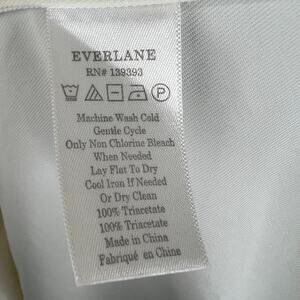 EVERLANE
RN# 139393
Machine Wash Cold
Gentle Cycle
Only Non Chlorine Bleach
When Needed
Lay Flat To Dry
Cool Iron If Needed
Or Dry Clean
100% Triacetate
100% Triacetate
Made in China
Fabriqué en Chine